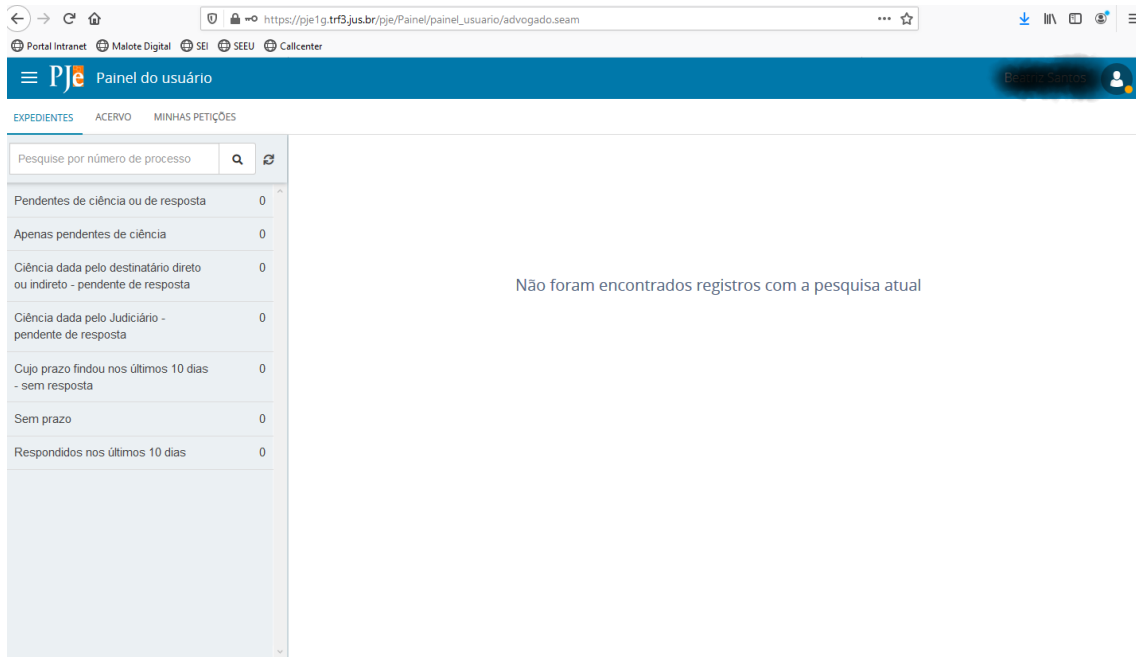 https://pje1g.trf3.jus.br/pje/Painel/painel_usuario/advogado.seam
Portal Intranet Malote Digital SEI SEEU Callcenter
PJe Painel do usuário
EXPEDIENTES ACERVO MINHAS PETIÇÕES
Pesquise por número de processo
Pendentes de ciência ou de resposta 0
Apenas pendentes de ciência 0
Ciência dada pelo destinatário direto 0
ou indireto - pendente de resposta
Ciência dada pelo Judiciário - 0
pendente de resposta
Cujo prazo findou nos últimos 10 dias 0
- sem resposta
Sem prazo 0
Respondidos nos últimos 10 dias 0
Não foram encontrados registros com a pesquisa atual